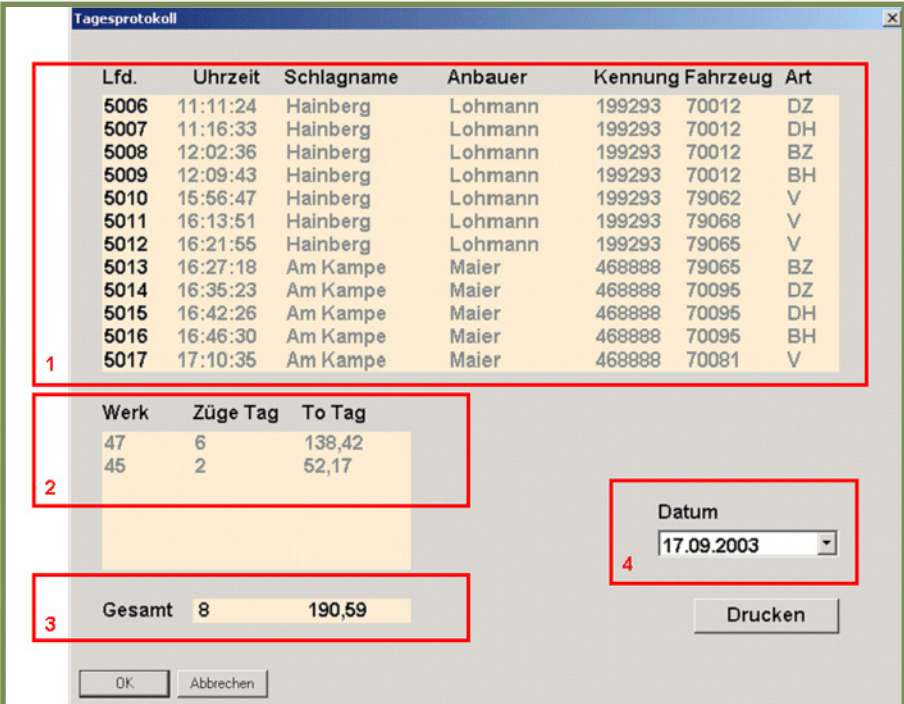 Tagesprotokoll
Lfd. Uhrzeit Schlagname Anbauer Kennung Fahrzeug Art
5006 11:11:24 Hainberg Lohmann 199293 70012 DZ
5007 11:16:33 Hainberg Lohmann 199293 70012 DH
5008 12:02:36 Hainberg Lohmann 199293 70012 BZ
5009 12:09:43 Hainberg Lohmann 199293 70012 BH
5010 15:56:47 Hainberg Lohmann 199293 79062 V
5011 16:13:51 Hainberg Lohmann 199293 79068 V
5012 16:21:55 Hainberg Lohmann 199293 79065 V
5013 16:27:18 Am Kampe Maier 468888 79065 BZ
5014 16:35:23 Am Kampe Maier 468888 70095 DZ
5015 16:42:26 Am Kampe Maier 468888 70095 DH
5016 16:46:30 Am Kampe Maier 468888 70095 BH
1 5017 17:10:35 Am Kampe Maier 468888 70081 V
Werk Züge Tag To Tag
47 6 138,42
45 2 52,17
2
Datum
17.09.2003
4
3 Gesamt 8 190,59
Drucken
OK Abbrechen